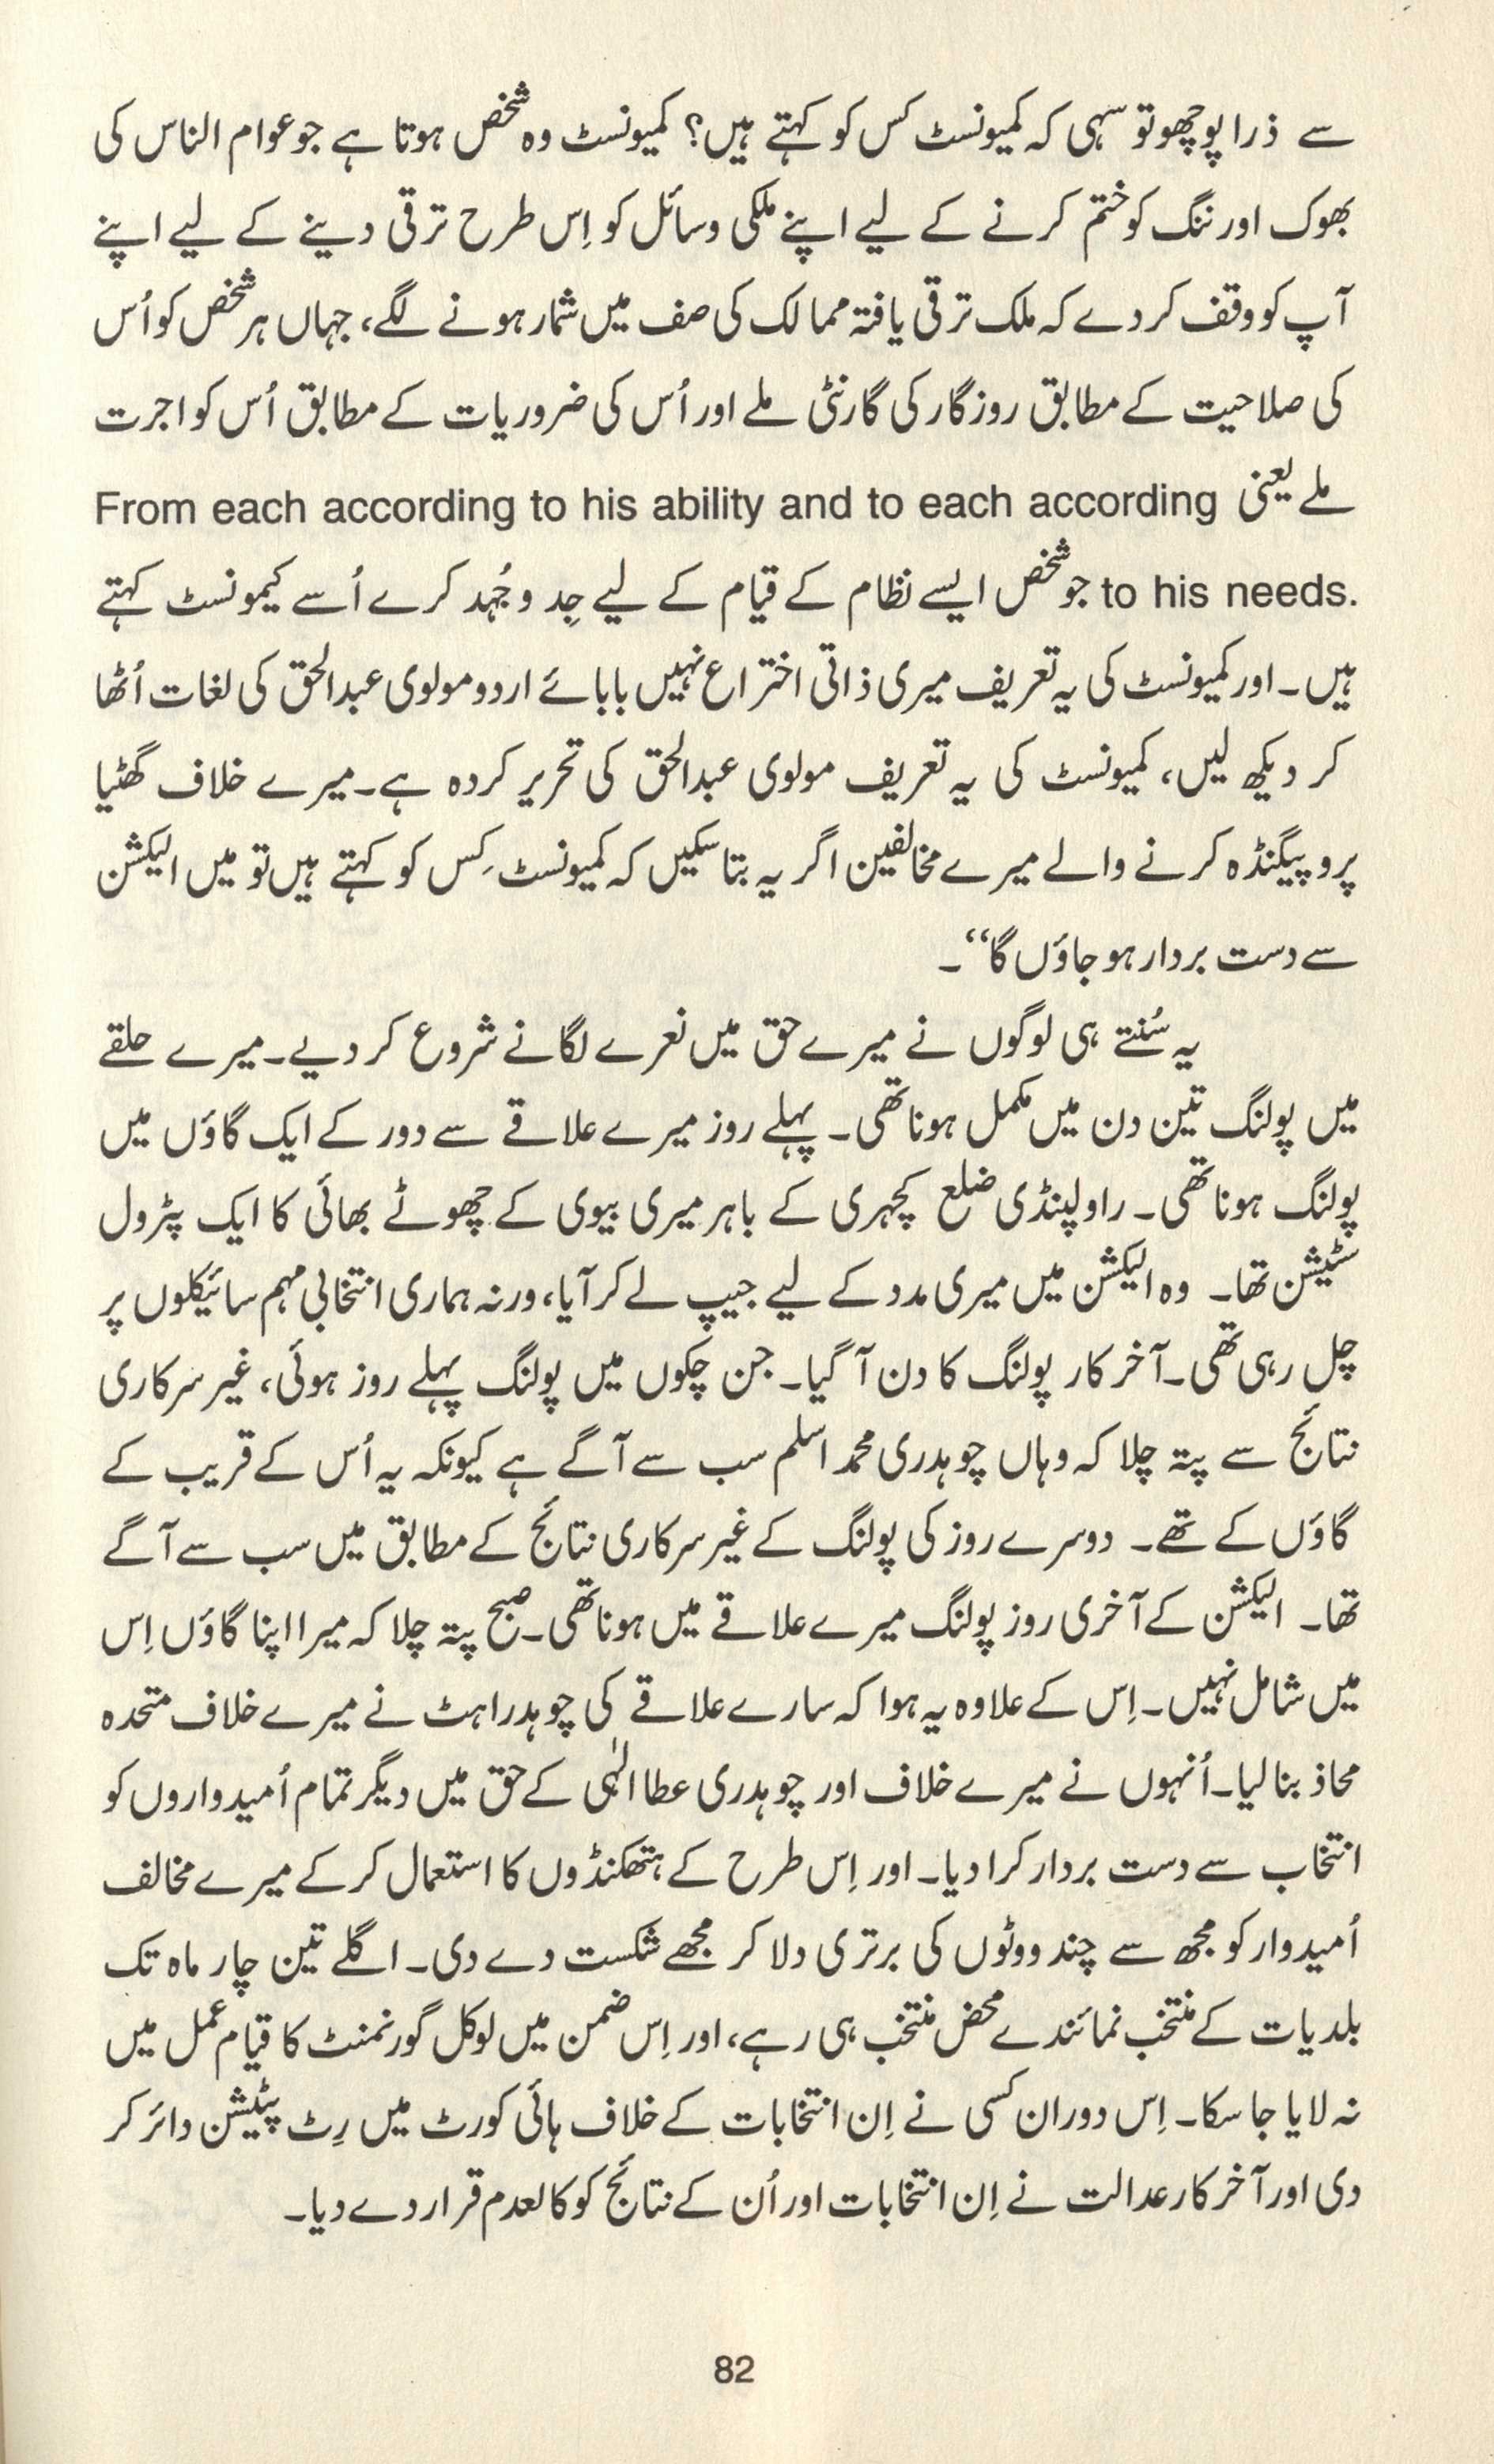 سے ذرا پوچھو تو سہی کہ کمیونسٹ کس کو کہتے ہیں؟ کمیونسٹ وہ شخص ہوتا ہے جو عوام الناس کی
بھوک اور ننگ کو ختم کرنے کے لیے اپنے ملکی وسائل کو اِس طرح ترقی دینے کے لیے اپنے
آپ کو وقف کر دے کہ ملک ترقی یافتہ ممالک کی صف میں شمار ہونے لگے، جہاں ہر شخص کو اُس
کی صلاحیت کے مطابق روزگار کی گارنٹی ملے اور اُس کی ضروریات کے مطابق اُس کو اجرت
ملے یعنی From each according to his ability and to each according
to his needs. جو شخص ایسے نظام کے قیام کے لیے جِد و جُہد کرے اُسے کیمونسٹ کہتے
ہیں۔ اور کمیونسٹ کی یہ تعریف میری ذاتی اختراع نہیں بابائے اردو مولوی عبدالحق کی لغات اُٹھا
کر دیکھ لیں، کمیونسٹ کی یہ تعریف مولوی عبدالحق کی تحریر کردہ ہے۔ میرے خلاف گھٹیا
پروپیگنڈہ کرنے والے میرے مخالفین اگر یہ بتا سکیں کہ کمیونسٹ کِس کو کہتے ہیں تو میں الیکشن
سے دست بردار ہو جاؤں گا“۔
یہ سُنتے ہی لوگوں نے میرے حق میں نعرے لگانے شروع کر دیے۔ میرے حلقے
میں پولنگ تین دن میں مکمل ہونا تھی۔ پہلے روز میرے علاقے سے دور کے ایک گاؤں میں
پولنگ ہونا تھی۔ راولپنڈی ضلع کچہری کے باہر میری بیوی کے چھوٹے بھائی کا ایک پٹرول
سٹیشن تھا۔ وہ الیکشن میں میری مدد کے لیے جیپ لے کر آیا، ورنہ ہماری انتخابی مہم سائیکلوں پر
چل رہی تھی۔ آخر کار پولنگ کا دن آ گیا۔ جن چکوں میں پولنگ پہلے روز ہوئی، غیر سرکاری
نتائج سے پتہ چلا کہ وہاں چوہدری محمد اسلم سب سے آگے ہے کیونکہ یہ اُس کے قریب کے
گاؤں کے تھے۔ دوسرے روز کی پولنگ کے غیر سرکاری نتائج کے مطابق میں سب سے آگے
تھا۔ الیکشن کے آخری روز پولنگ میرے علاقے میں ہونا تھی۔ صبح پتہ چلا کہ میرا اپنا گاؤں اِس
میں شامل نہیں۔ اِس کے علاوہ یہ ہوا کہ سارے علاقے کی چوہدراہٹ نے میرے خلاف متحدہ
محاذ بنا لیا۔ اُنہوں نے میرے خلاف اور چوہدری عطا الٰہی کے حق میں دیگر تمام اُمیدواروں کو
انتخاب سے دست بردار کرا دیا۔ اور اِس طرح کے ہتھکنڈوں کا استعمال کر کے میرے مخالف
اُمیدوار کو مجھ سے چند ووٹوں کی برتری دلا کر مجھے شکست دے دی۔ اگلے تین چار ماہ تک
بلدیات کے منتخب نمائندے محض منتخب ہی رہے، اور اِس ضمن میں لوکل گورنمنٹ کا قیام عمل میں
نہ لایا جا سکا۔ اِس دوران کسی نے اِن انتخابات کے خلاف ہائی کورٹ میں رِٹ پٹیشن دائر کر
دی اور آخر کار عدالت نے اِن انتخابات اور اُن کے نتائج کو کالعدم قرار دے دیا۔
82